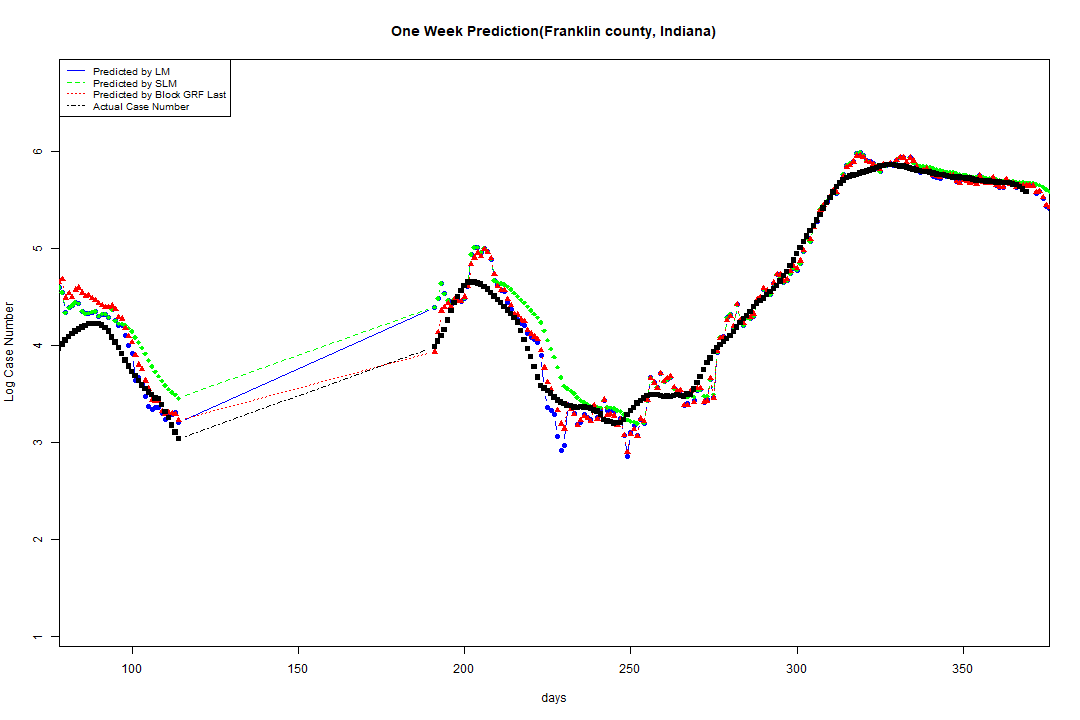 One Week Prediction(Franklin county, Indiana)
Predicted by LM
Predicted by SLM
Predicted by Block GRF Last
Actual Case Number
6
5
4
3
2
1
Log Case Number
100 150 200 250 300 350
days